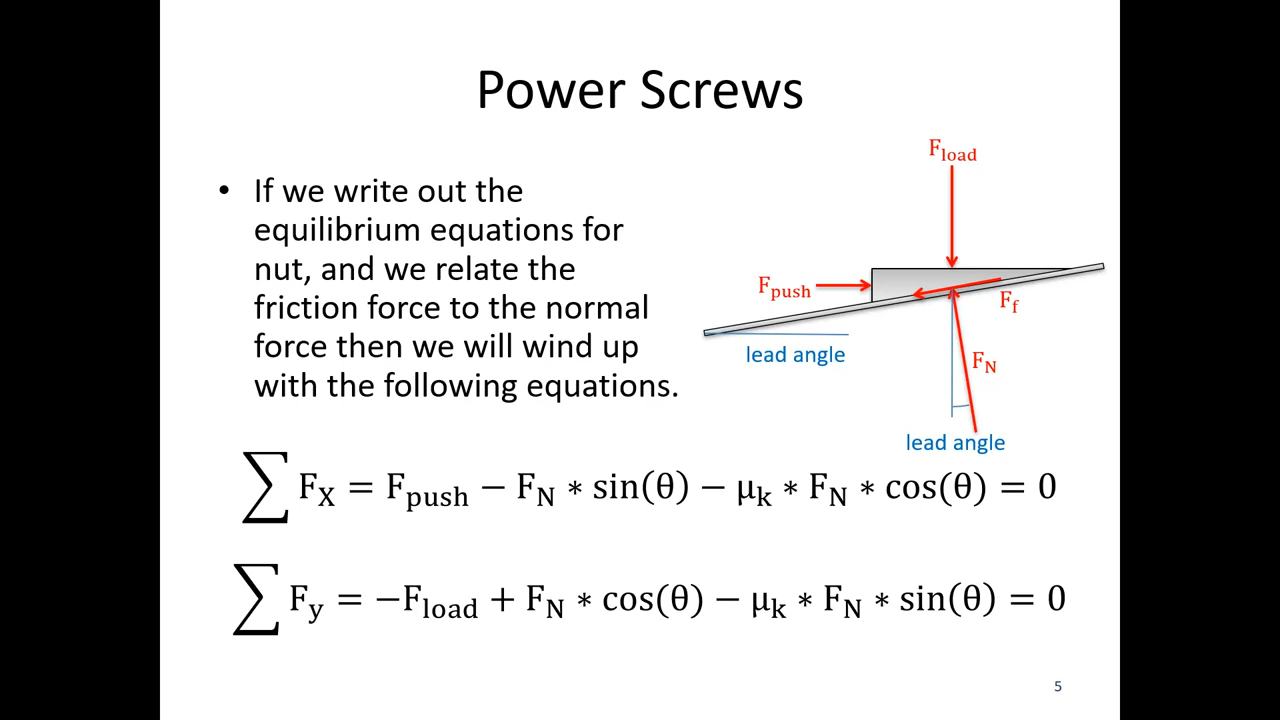 Power Screws
• If we write out the
equilibrium equations for
nut, and we relate the
friction force to the normal
force then we will wind up
with the following equations.
F_load
F_push
F_f
lead angle
F_N
lead angle
∑ F_X = F_push − F_N ∗ sin(θ) − μ_k ∗ F_N ∗ cos(θ) = 0
∑ F_y = −F_load + F_N ∗ cos(θ) − μ_k ∗ F_N ∗ sin(θ) = 0
5